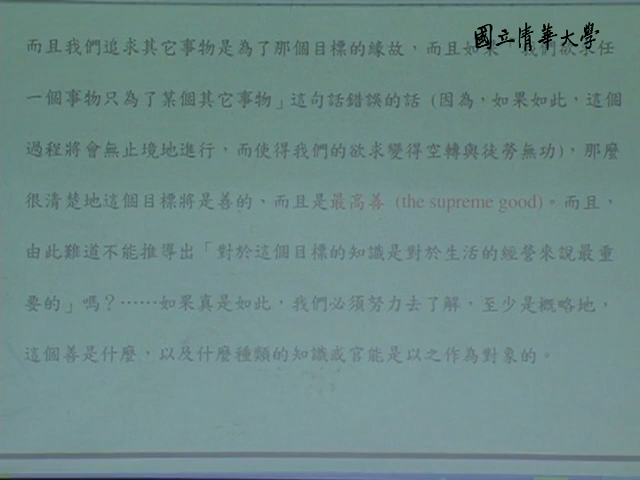 國立清華大學
而且我們追求其它事物是為了那個目標的緣故，而且如果「我們欲求任
一個事物只為了某個其它事物」這句話錯誤的話 (因為，如果如此，這個
過程將會無止境地進行，而使得我們的欲求變得空轉與徒勞無功)，那麼
很清楚地這個目標將是善的、而且是最高善 (the supreme good)。而且，
由此難道不能推導出「對於這個目標的知識是對於生活的經營來說最重
要的」嗎？……如果真是如此，我們必須努力去了解，至少是概略地，
這個善是什麼，以及什麼種類的知識或官能是以之作為對象的。